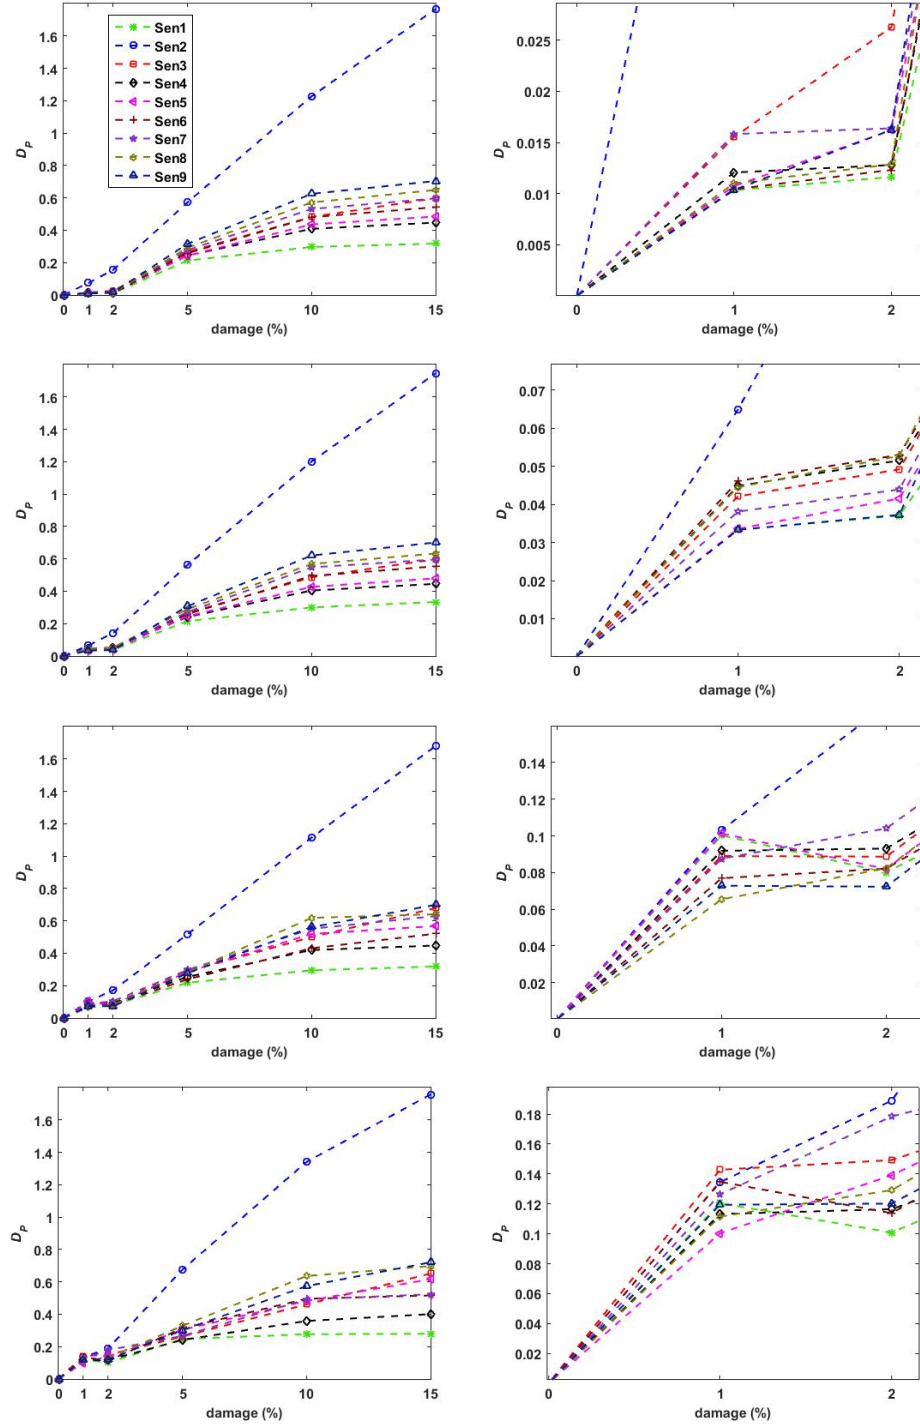 1.6
1.4
1.2
1
0.8
0.6
0.4
0.2
0
D_P
Sen1
Sen2
Sen3
Sen4
Sen5
Sen6
Sen7
Sen8
Sen9
0 1 2 5 10 15
damage (%)
0.025
0.02
0.015
0.01
0.005
D_P
0 1 2
damage (%)
1.6
1.4
1.2
1
0.8
0.6
0.4
0.2
0
D_P
0 1 2 5 10 15
damage (%)
0.07
0.06
0.05
0.04
0.03
0.02
0.01
D_P
0 1 2
damage (%)
1.6
1.4
1.2
1
0.8
0.6
0.4
0.2
0
D_P
0 1 2 5 10 15
damage (%)
0.14
0.12
0.1
0.08
0.06
0.04
0.02
D_P
0 1 2
damage (%)
1.6
1.4
1.2
1
0.8
0.6
0.4
0.2
0
D_P
0 1 2 5 10 15
damage (%)
0.18
0.16
0.14
0.12
0.1
0.08
0.06
0.04
0.02
D_P
0 1 2
damage (%)